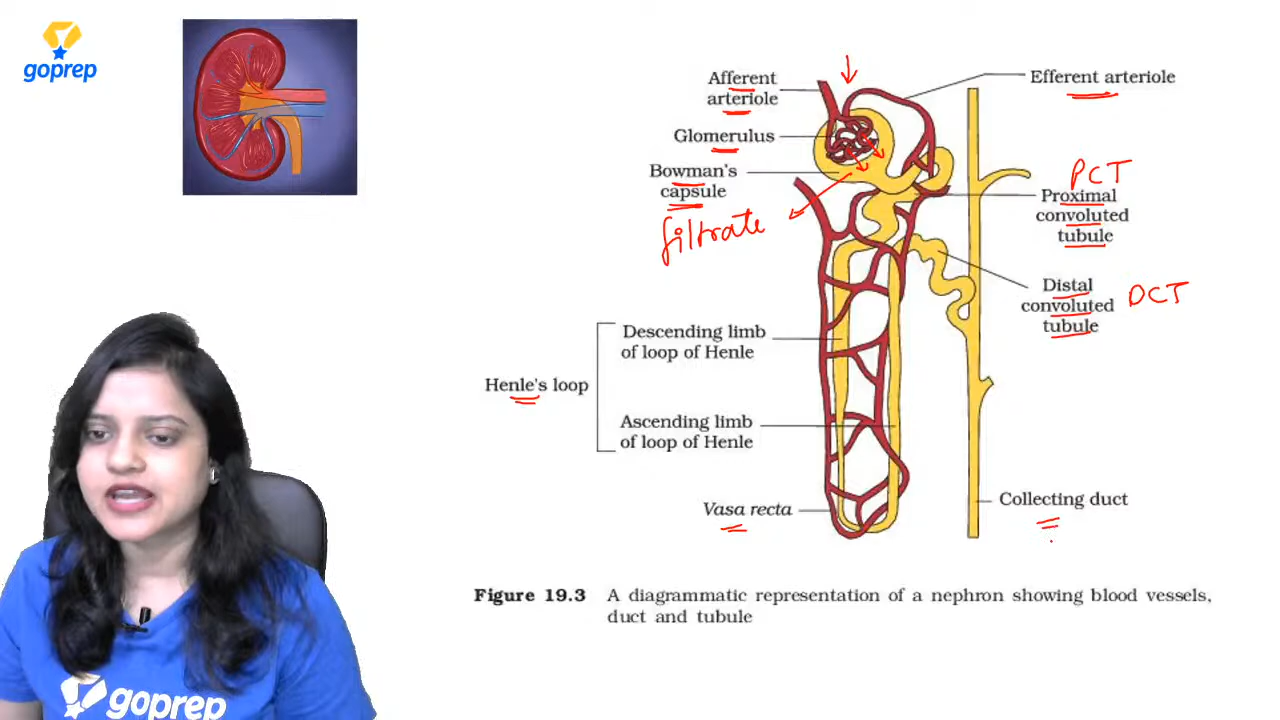 goprep
Afferent
arteriole
Efferent arteriole
Glomerulus
Bowman's
capsule
filtrate
PCT
Proximal
convoluted
tubule
Distal
convoluted
tubule
DCT
Descending limb
of loop of Henle
Henle's loop
Ascending limb
of loop of Henle
Vasa recta
Collecting duct
Figure 19.3 A diagrammatic representation of a nephron showing blood vessels,
duct and tubule
goprep